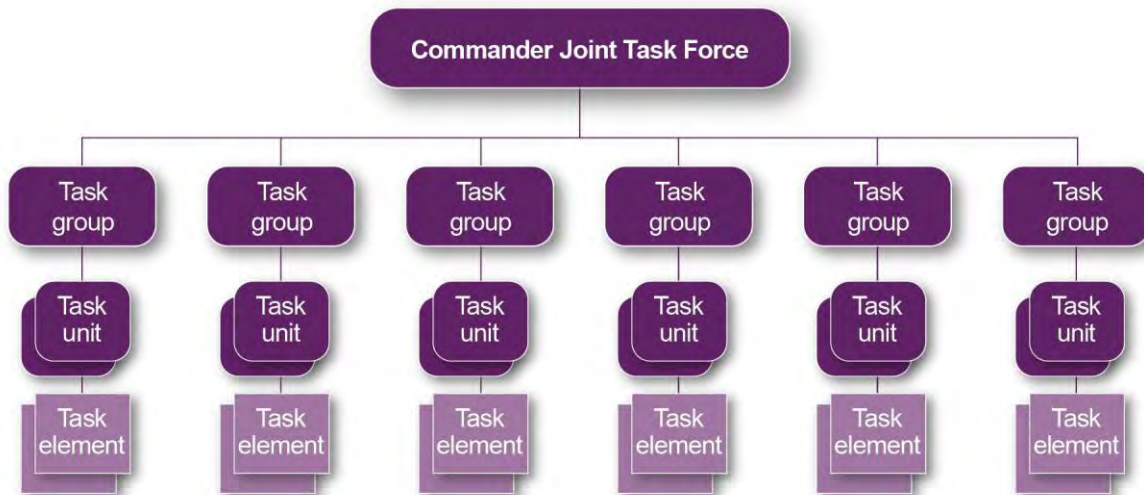 Commander Joint Task Force
Task
group
Task
group
Task
group
Task
group
Task
group
Task
group
Task
unit
Task
unit
Task
unit
Task
unit
Task
unit
Task
unit
Task
element
Task
element
Task
element
Task
element
Task
element
Task
element